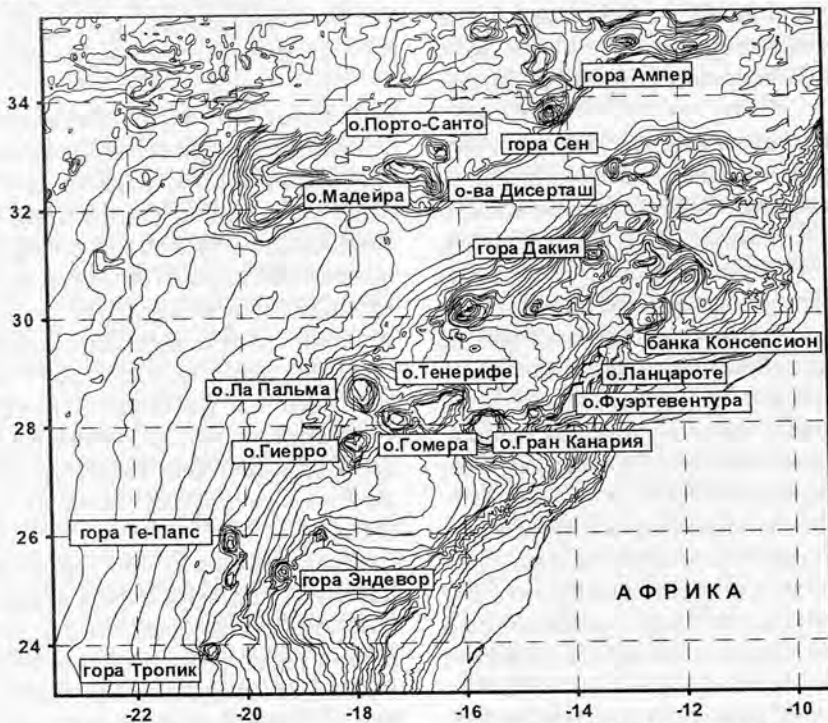 гора Ампер
34
о.Порто-Санто
гора Сен
о.Мадейра
о-ва Дисерташ
32
гора Дакия
30
банка Консепсион
о.Тенерифе
о.Ланцароте
о.Ла Пальма
о.Фуэртевентура
28
о.Гиерро
о.Гомера
о.Гран Канария
26
гора Те-Папс
гора Эндевор
АФРИКА
24
гора Тропик
-22 -20 -18 -16 -14 -12 -10